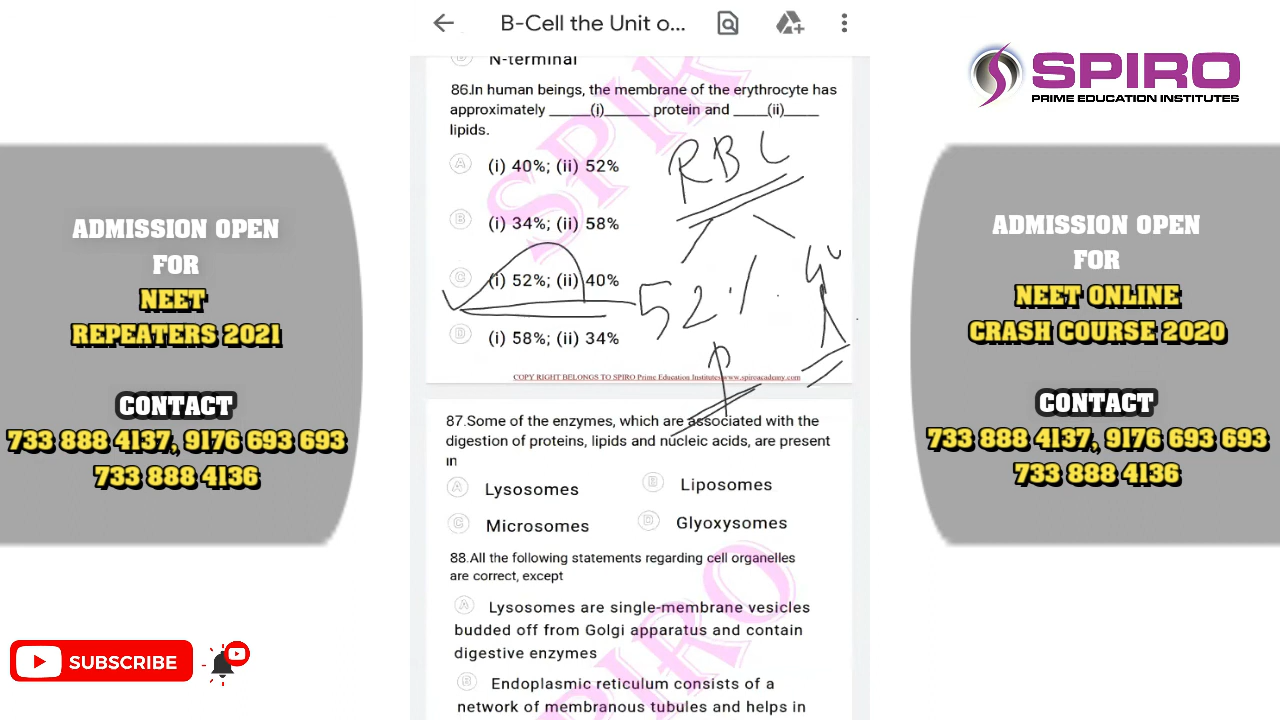 B-Cell the Unit o...
N-terminal
86.In human beings, the membrane of the erythrocyte has
approximately _____(i)______ protein and ____(ii)____
lipids.
A (i) 40%; (ii) 52%
B (i) 34%; (ii) 58%
C (i) 52%; (ii) 40%
D (i) 58%; (ii) 34%
RBC
52%
P
COPY RIGHT BELONGS TO SPIRO Prime Education Institutes www.spiroacademy.com
87.Some of the enzymes, which are associated with the
digestion of proteins, lipids and nucleic acids, are present
in
A Lysosomes B Liposomes
C Microsomes D Glyoxysomes
88.All the following statements regarding cell organelles
are correct, except
A Lysosomes are single-membrane vesicles
budded off from Golgi apparatus and contain
digestive enzymes
B Endoplasmic reticulum consists of a
network of membranous tubules and helps in
SPIRO
SPIRO
ADMISSION OPEN
FOR
NEET
REPEATERS 2021
CONTACT
733 888 4137, 9176 693 693
733 888 4136
SUBSCRIBE
SPIRO
PRIME EDUCATION INSTITUTES
ADMISSION OPEN
FOR
NEET ONLINE
CRASH COURSE 2020
CONTACT
733 888 4137, 9176 693 693
733 888 4136